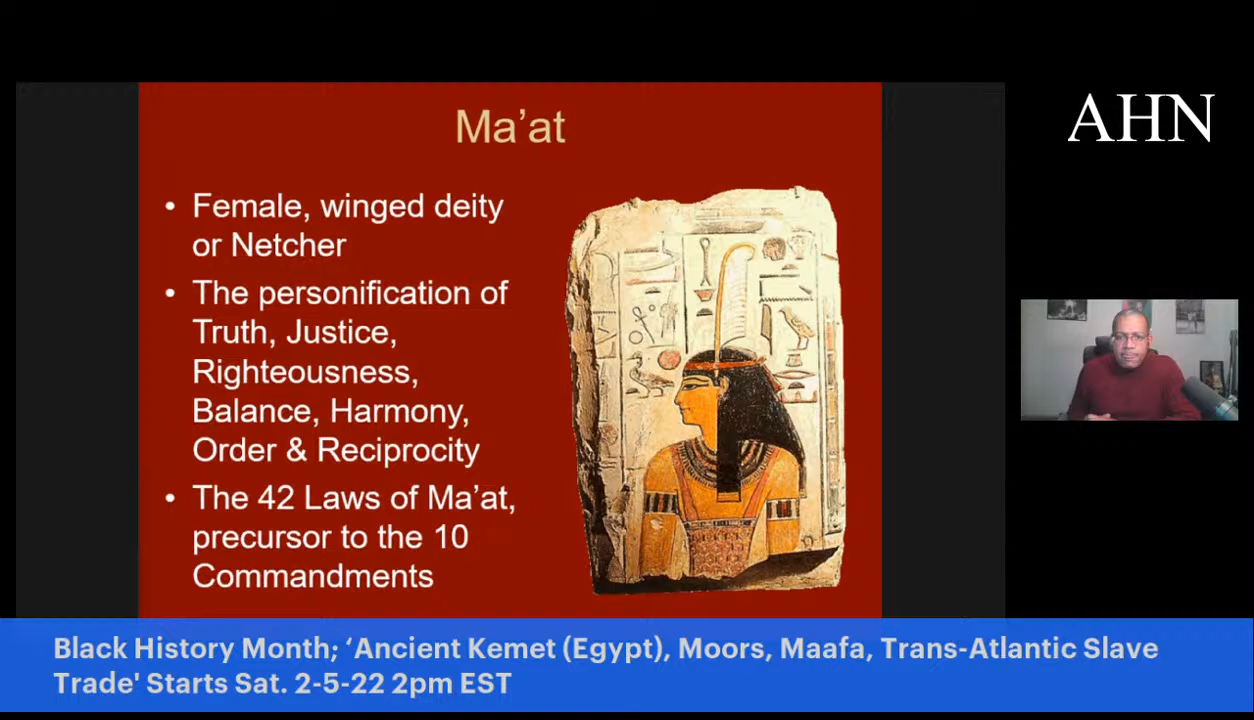 Ma’at
AHN
• Female, winged deity
or Netcher
• The personification of
Truth, Justice,
Righteousness,
Balance, Harmony,
Order & Reciprocity
• The 42 Laws of Ma’at,
precursor to the 10
Commandments
Black History Month; ‘Ancient Kemet (Egypt), Moors, Maafa, Trans-Atlantic Slave
Trade' Starts Sat. 2-5-22 2pm EST